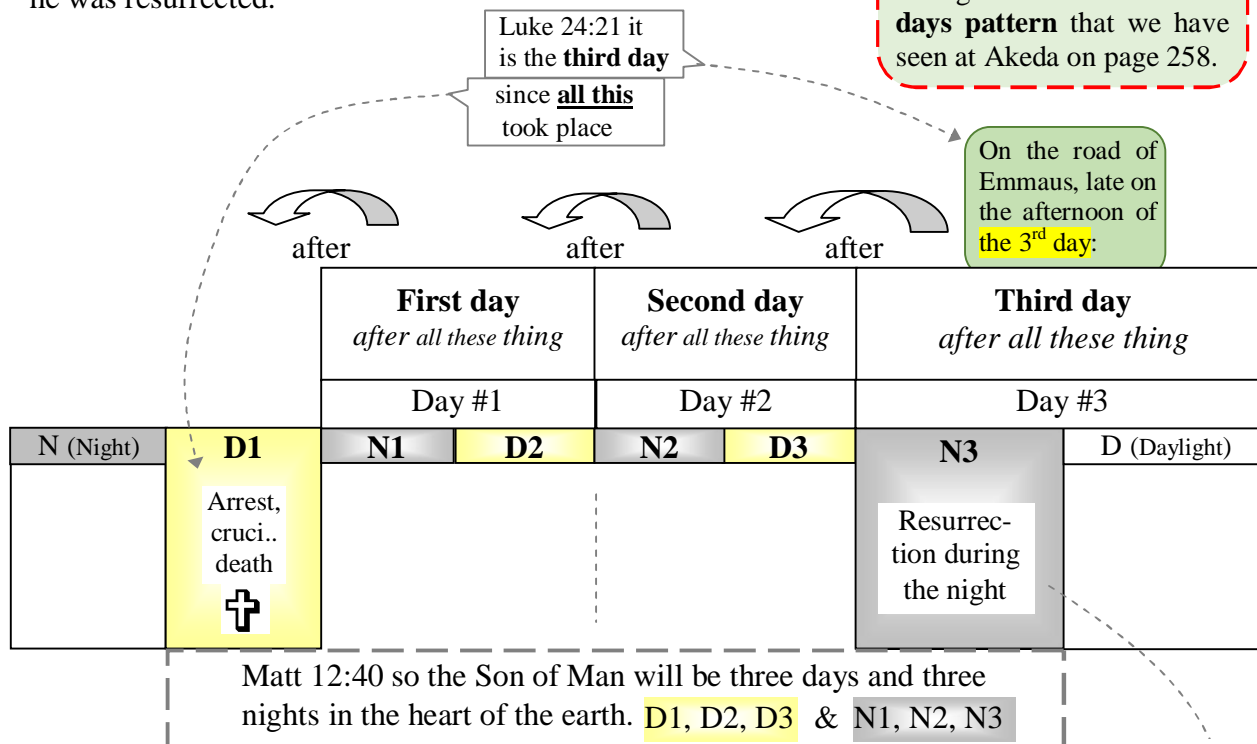 he was resurrected.
days pattern that we have
seen at Akeda on page 258.
Luke 24:21 it
is the third day
since all this
took place
On the road of
Emmaus, late on
the afternoon of
the 3rd day:
after
after
after
First day
after all these thing
Second day
after all these thing
Third day
after all these thing
Day #1
Day #2
Day #3
N (Night)
D1
N1
D2
N2
D3
N3
D (Daylight)
Arrest,
cruci..
death
Resurrec-
tion during
the night
Matt 12:40 so the Son of Man will be three days and three
nights in the heart of the earth. D1, D2, D3 & N1, N2, N3